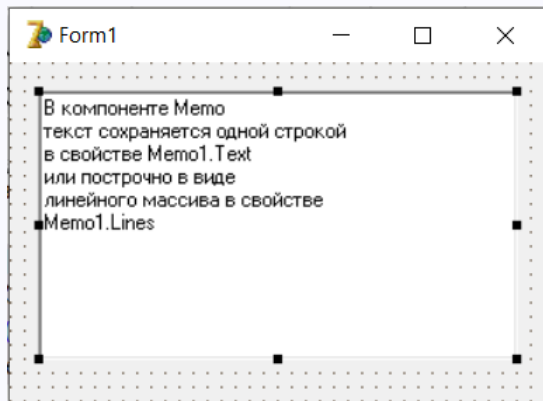 Form1
В компоненте Memo
текст сохраняется одной строкой
в свойстве Memo1.Text
или построчно в виде
линейного массива в свойстве
Memo1.Lines